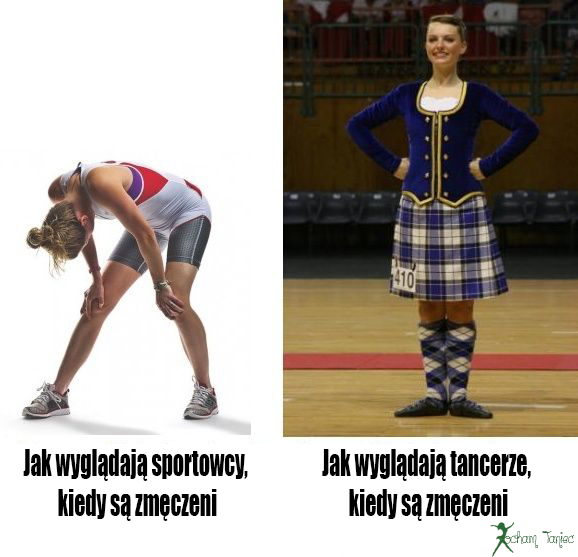 410
Jak wyglądają sportowcy,
kiedy są zmęczeni
Jak wyglądają tancerze,
kiedy są zmęczeni
Kocham Taniec